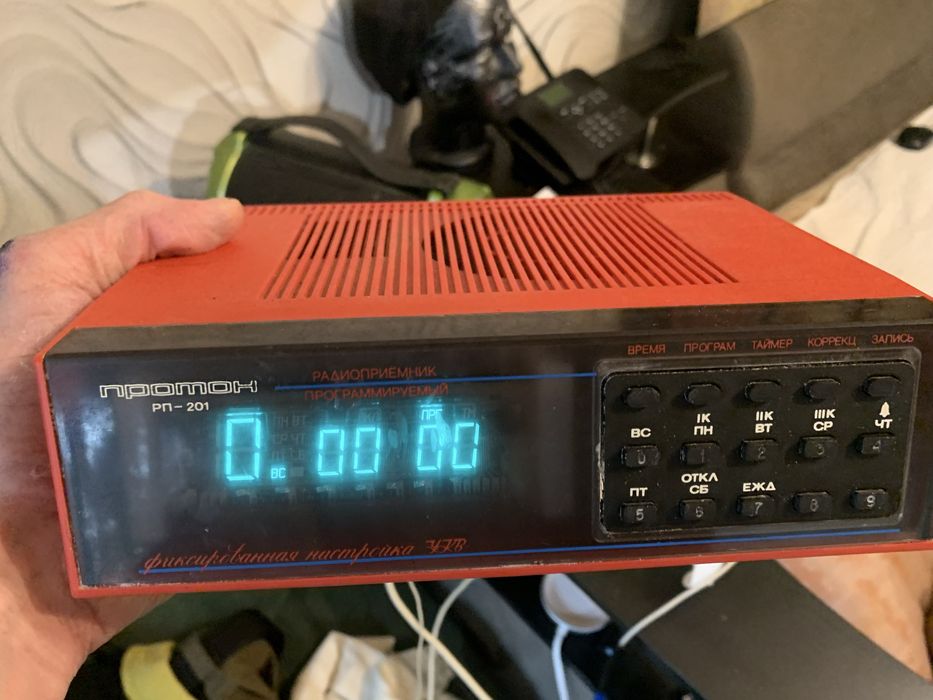 ВРЕМЯ ПРОГРАМ ТАЙМЕР КОРРЕКЦ ЗАПИСЬ
РАДИОПРИЕМНИК
ПРОГРАММИРУЕМЫЙ
протон
РП-201
IК IIК IIIК
ВС ПН ВТ СР ЧТ
0 1 2 3 4
ОТКЛ
ПТ СБ ЕЖД
5 6 7 8 9
ПРГ
0 ВС 00 00
фиксированная настройка УКВ